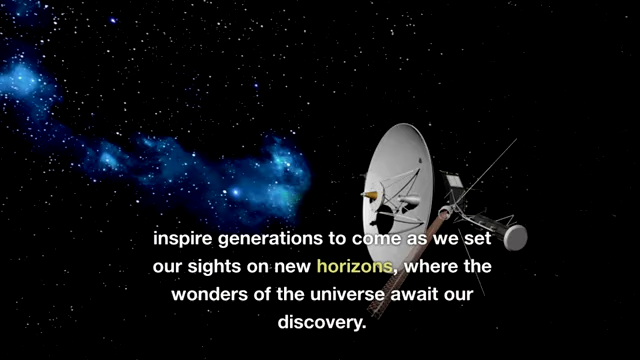 inspire generations to come as we set
our sights on new horizons, where the
wonders of the universe await our
discovery.